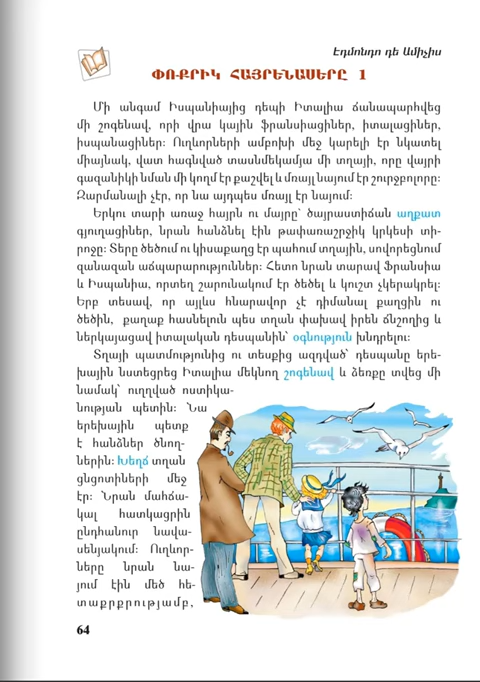 Էդմոնդո դե Ամիչիս
ՓՈՔՐԻԿ ՀԱՅՐԵՆԱՍԵՐԸ 1
Մի անգամ Իսպանիայից դեպի Իտալիա ճանապարհվեց
մի շոգենավ, որի վրա կային ֆրանսիացիներ, իտալացիներ,
իսպանացիներ։ Ուղևորների ամբոխի մեջ կարելի էր նկատել
միայնակ, վատ հագնված տասնմեկամյա մի տղայի, որը վայրի
գազանիկի նման մի կողմ էր քաշվել և մռայլ նայում էր շուրջբոլորը։
Զարմանալի չէր, որ նա այդպես մռայլ էր նայում։
Երկու տարի առաջ հայրն ու մայրը՝ ծայրաստիճան աղքատ
գյուղացիներ, նրան հանձնել էին թափառաշրջիկ կրկեսի տի-
րոջը։ Տերը ծեծում ու կիսաքաղց էր պահում տղային, սովորեցնում
զանազան աճպարարություններ։ Հետո նրան տարավ Ֆրանսիա
և Իսպանիա, որտեղ շարունակում էր ծեծել և կուշտ չկերակրել։
Երբ տեսավ, որ այլևս հնարավոր չէ դիմանալ քաղցին ու
ծեծին, քաղաք հասնելուն պես տղան փախավ իրեն ճնշողից և
ներկայացավ իտալական դեսպանին՝ օգնություն խնդրելու։
Տղայի պատմությունից ու տեսքից ազդված՝ դեսպանը երե-
խային նստեցրեց Իտալիա մեկնող շոգենավ և ձեռքը տվեց մի
նամակ՝ ուղղված ոստիկա-
նության պետին։ Նա
երեխային պետք
է հանձներ ծնող-
ներին։ Խեղճ տղան
ցնցոտիների մեջ
էր։ Նրան մահճա-
կալ հատկացրին
ընդհանուր նավա-
սենյակում։ Ուղևոր-
ները նրան նա-
յում էին մեծ հե-
տաքրքրությամբ,
64